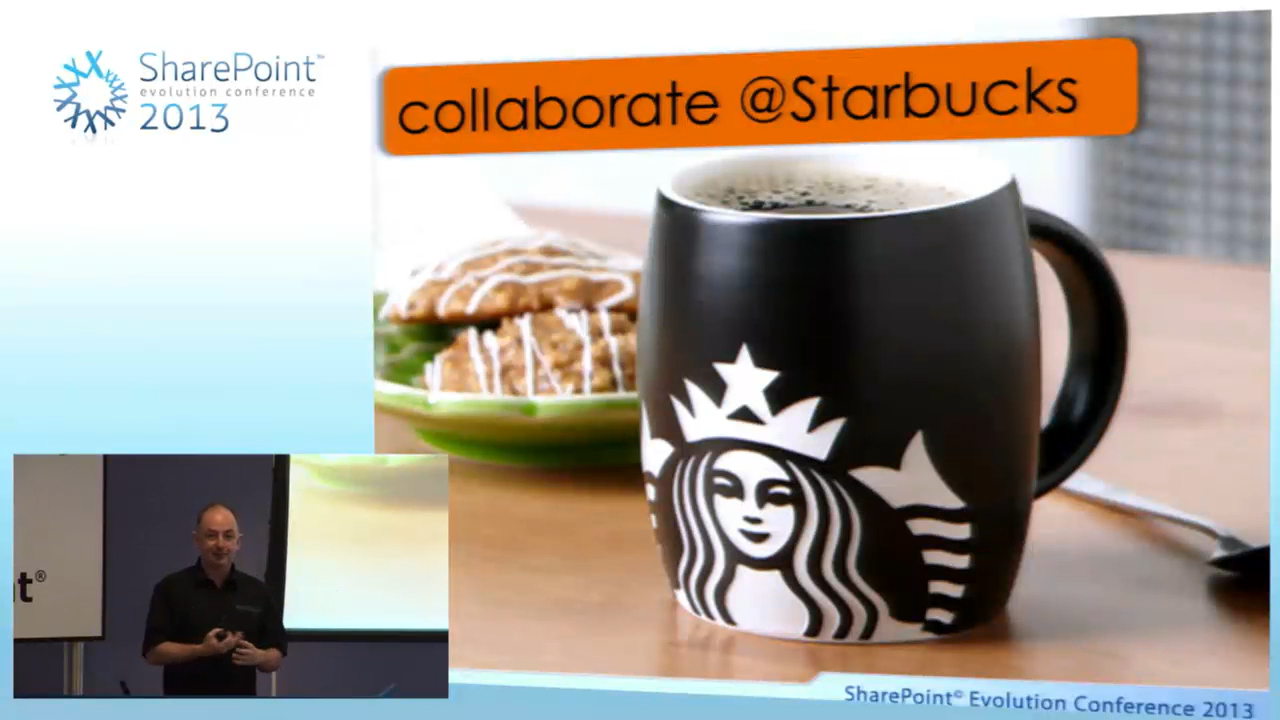 SharePoint™
evolution conference
2013
collaborate @Starbucks
t®
SharePoint® Evolution Conference 2013